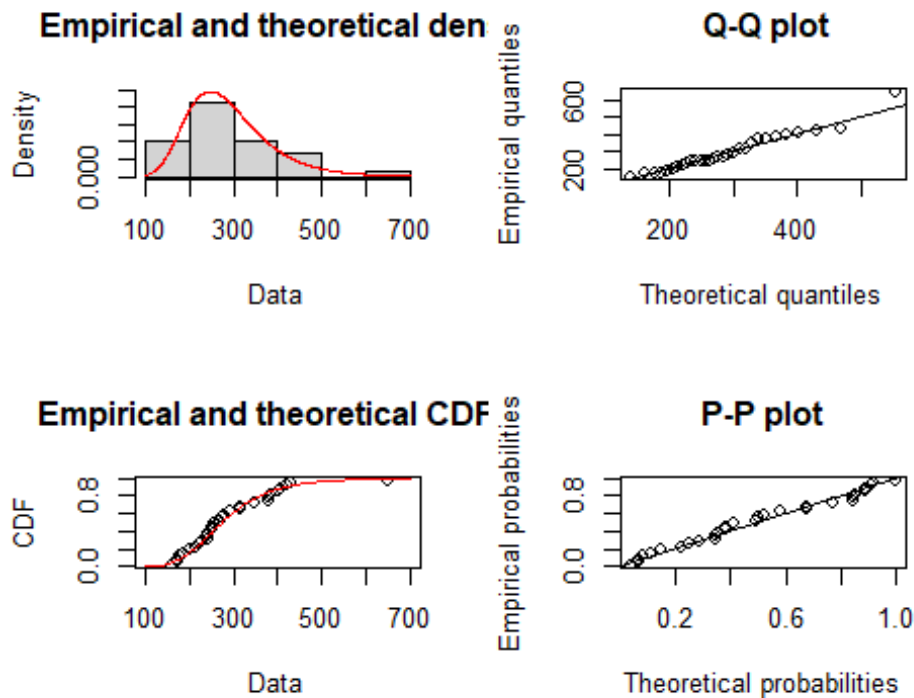 Empirical and theoretical den
Density
0.000
100 300 500 700
Data
Q-Q plot
Empirical quantiles
200 600
200 400
Theoretical quantiles
Empirical and theoretical CDF
CDF
0.0 0.8
100 300 500 700
Data
P-P plot
Empirical probabilities
0.0 0.8
0.2 0.6 1.0
Theoretical probabilities